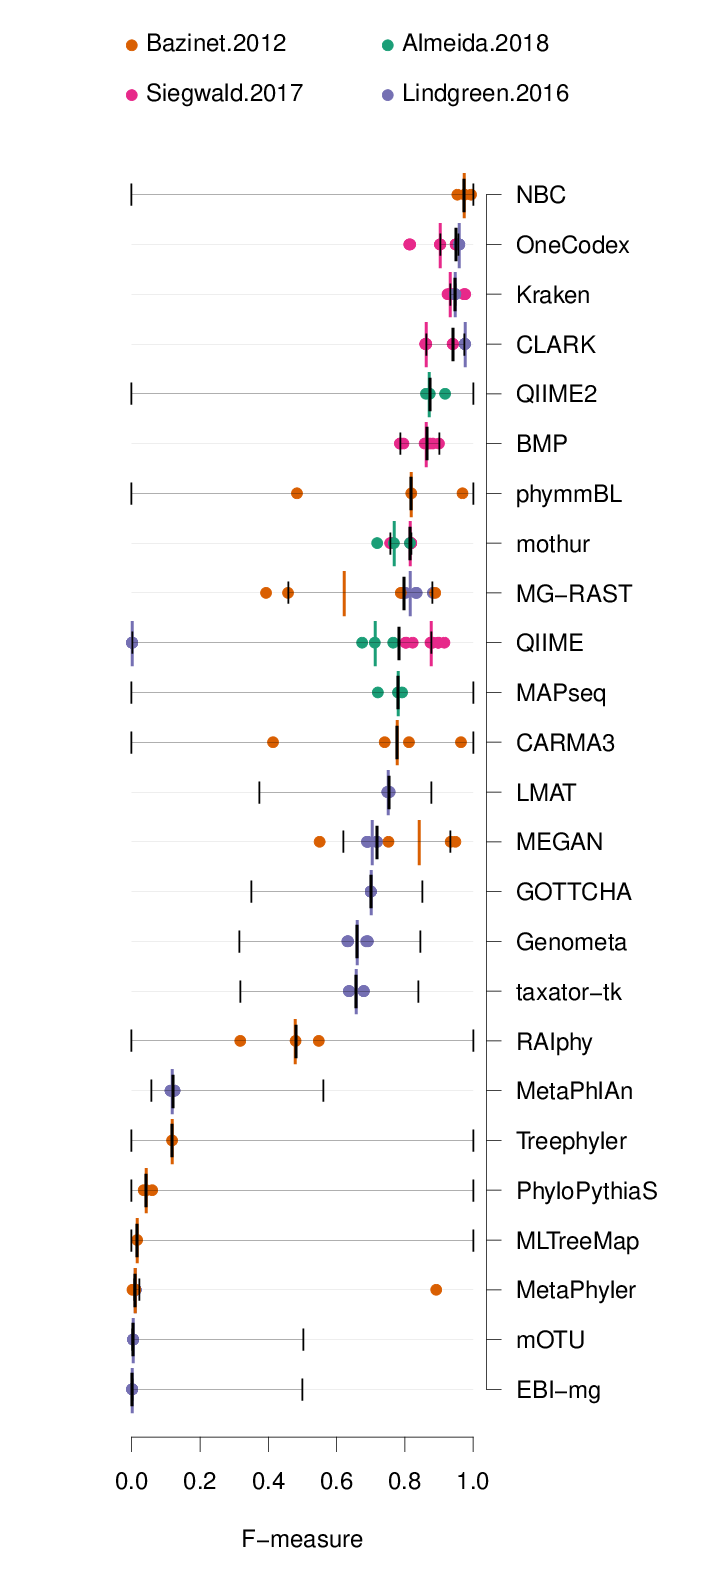 Bazinet.2012 Almeida.2018
Siegwald.2017 Lindgreen.2016
NBC
OneCodex
Kraken
CLARK
QIIME2
BMP
phymmBL
mothur
MG−RAST
QIIME
MAPseq
CARMA3
LMAT
MEGAN
GOTTCHA
Genometa
taxator−tk
RAIphy
MetaPhlAn
Treephyler
PhyloPythiaS
MLTreeMap
MetaPhyler
mOTU
EBI−mg
0.0 0.2 0.4 0.6 0.8 1.0
F−measure